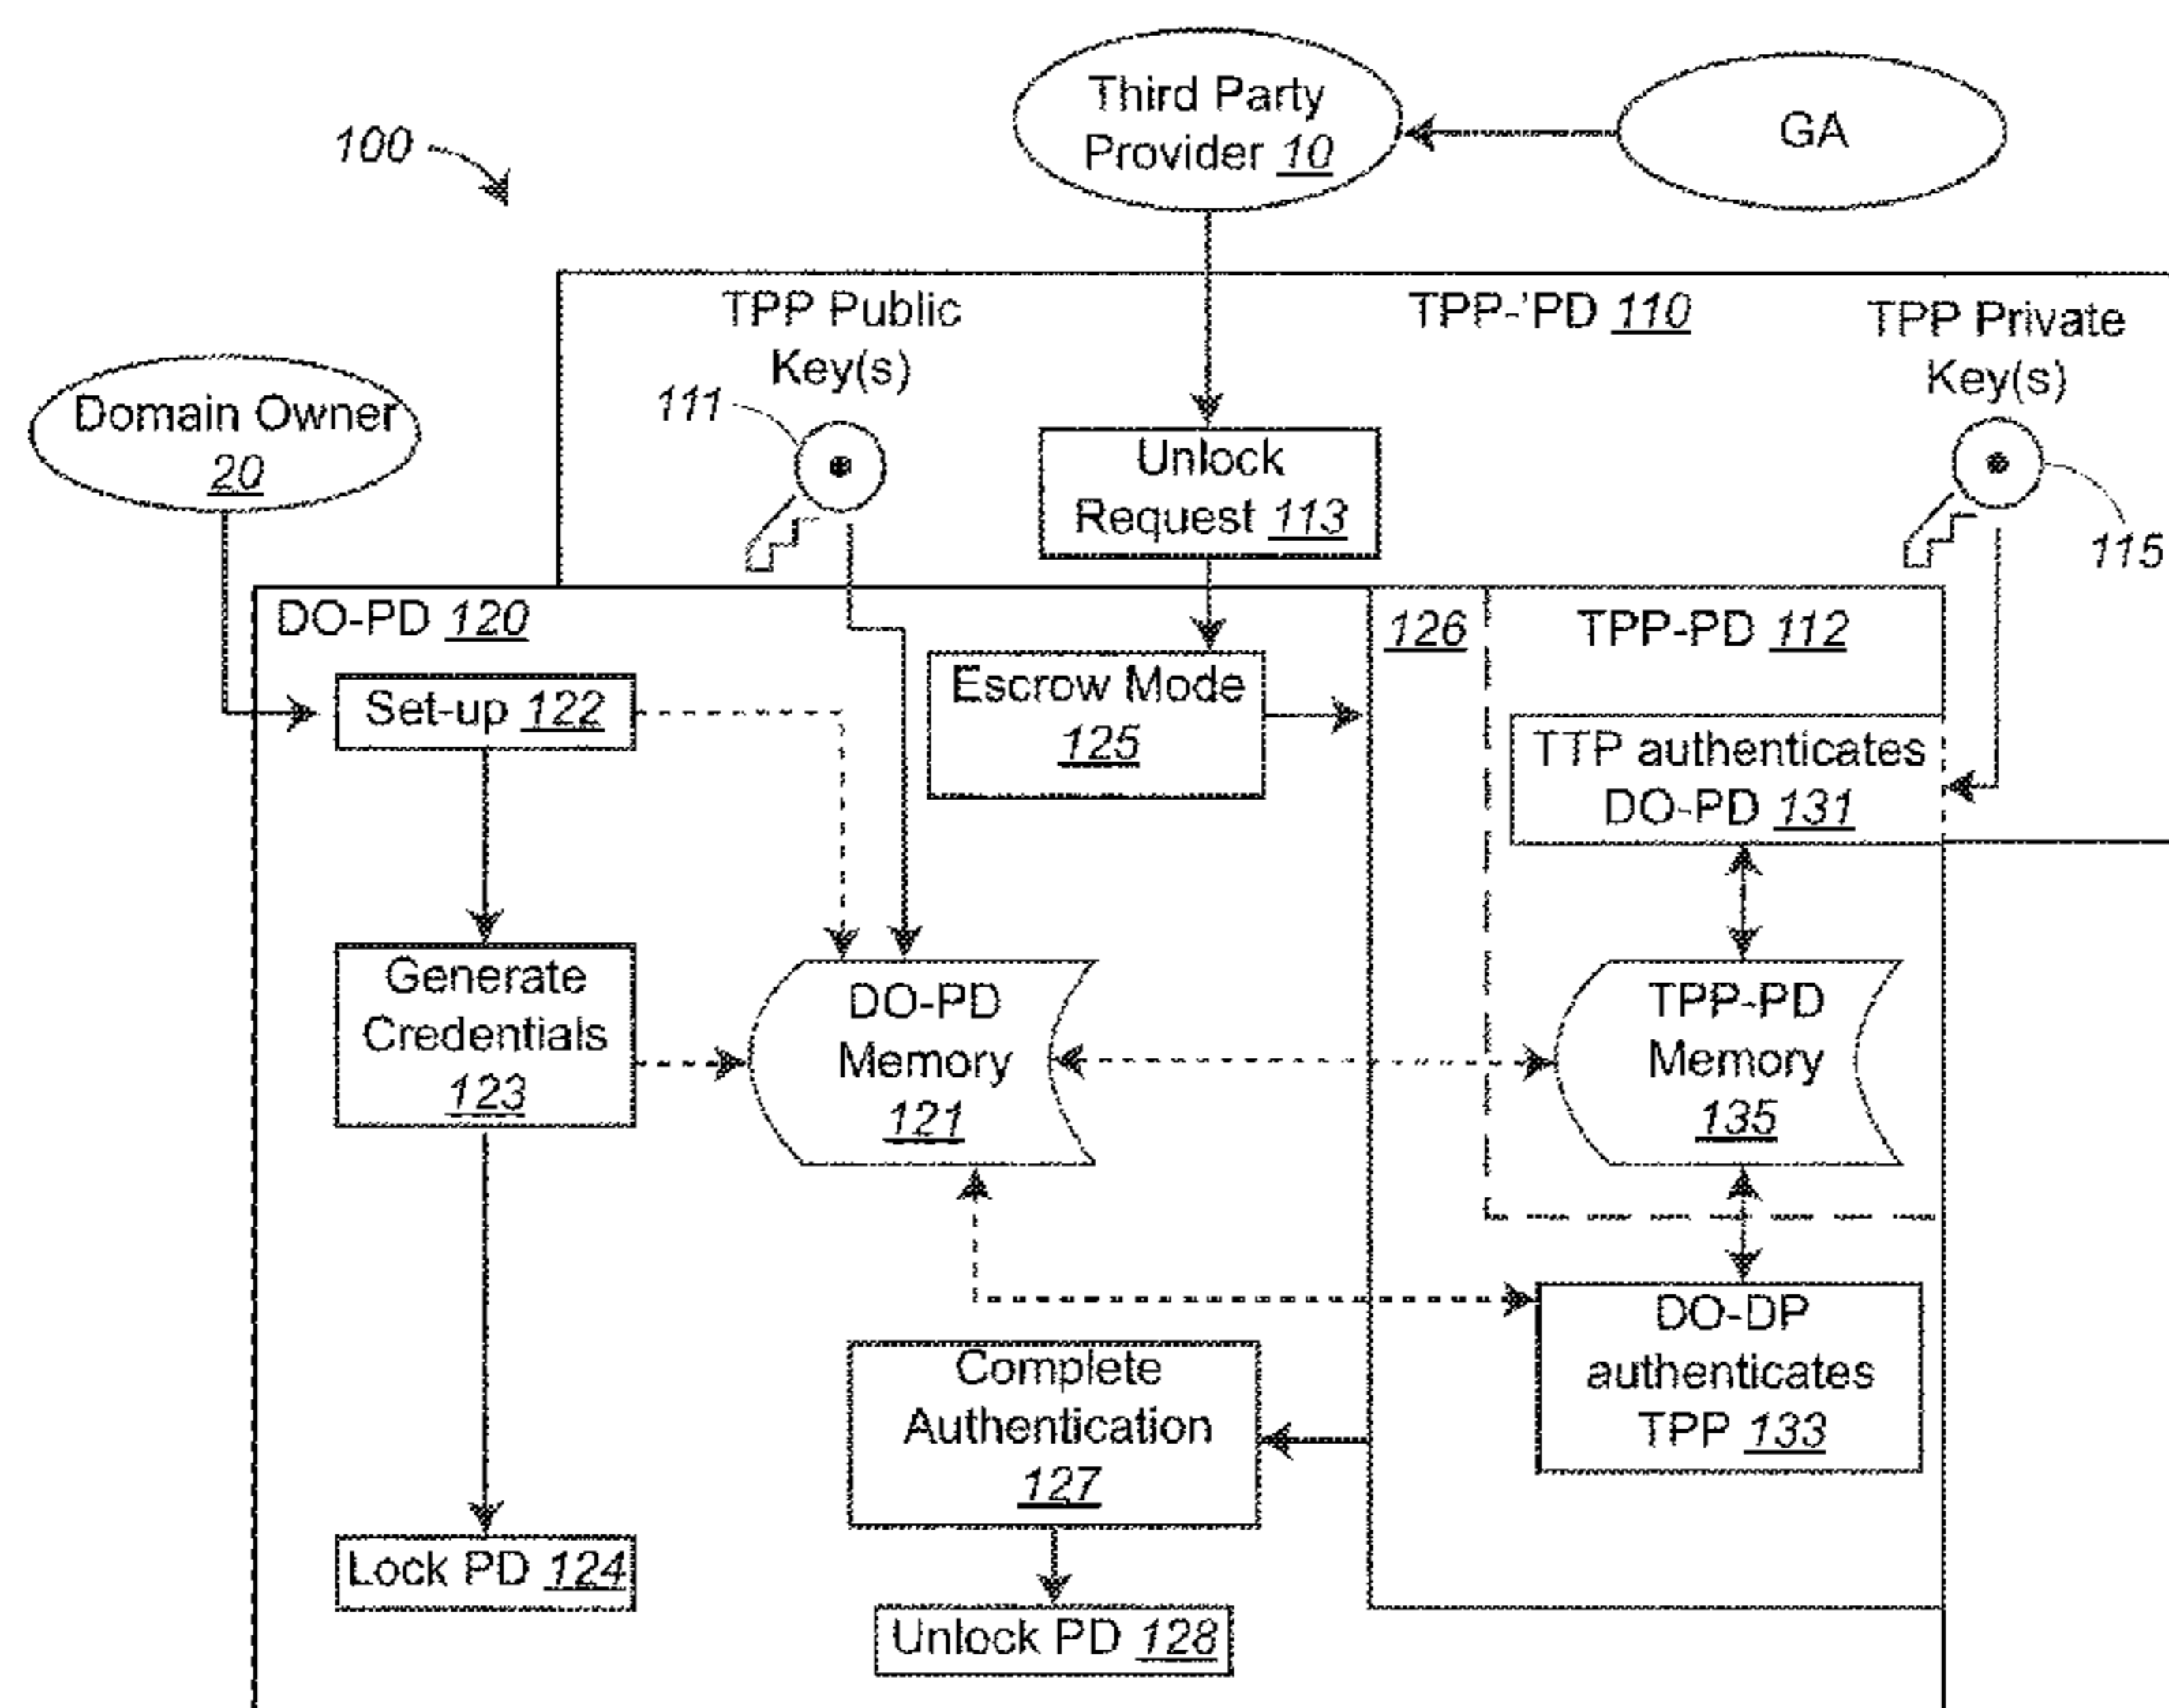 100
Third Party
Provider 10
GA
TPP Public
Key(s)
TPP-'PD 110
TPP Private
Key(s)
111
115
Domain Owner
20
Unlock
Request 113
DO-PD 120
126
TPP-PD 112
Set-up 122
Escrow Mode
125
TTP authenticates
DO-PD 131
Generate
Credentials
123
DO-PD
Memory
121
TPP-PD
Memory
135
DO-DP
authenticates
TPP 133
Complete
Authentication
127
Lock PD 124
Unlock PD 128